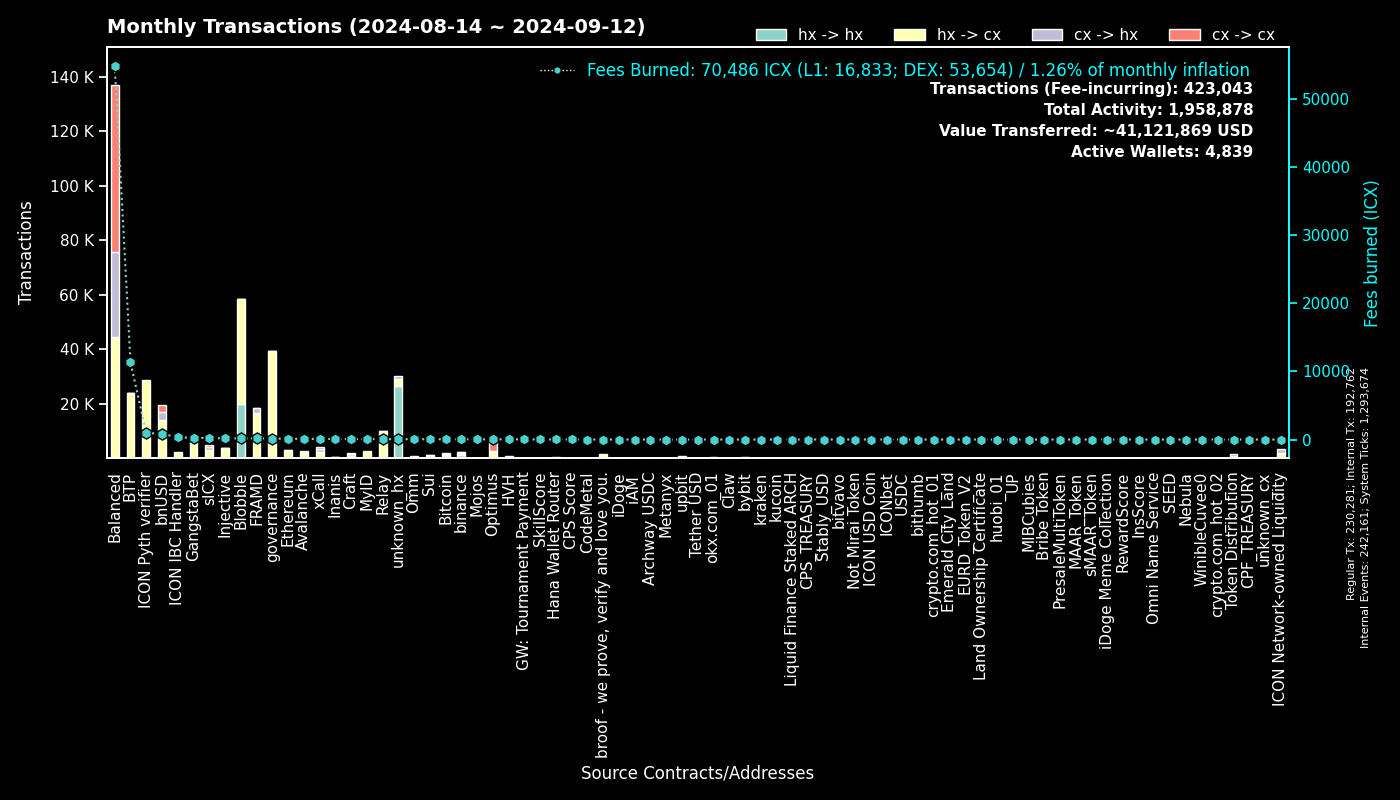 Monthly Transactions (2024-08-14 ~ 2024-09-12)
hx -> hx
hx -> cx
cx -> hx
cx -> cx
Fees Burned: 70,486 ICX (L1: 16,833; DEX: 53,654) / 1.26% of monthly inflation
Transactions (Fee-incurring): 423,043
Total Activity: 1,958,878
Value Transferred: ~41,121,869 USD
Active Wallets: 4,839
Transactions
140 K
120 K
100 K
80 K
60 K
40 K
20 K
50000
40000
30000
20000
10000
0
Fees burned (ICX)
Regular Tx: 230,281; Internal Tx: 192,762
Internal Events: 242,161; System Ticks: 1,293,674
Balanced
BTP
ICON Pyth verifier
bnUSD
ICON IBC Handler
GangstaBet
sICX
Injective
Blobble
FRAMD
governance
Ethereum
Avalanche
xCall
Inanis
Craft
MyID
Relay
unknown_hx
Omm
Sui
Bitcoin
binance
Mojos
Optimus
HVH
GW: Tournament Payment
SkillScore
Hana Wallet Router
CPS Score
CodeMetal
broof - we prove, verify and love you.
iDoge
iAM
Archway_USDC
Metanyx
upbit
Tether_USD
okx.com_01
Claw
bybit
kraken
kucoin
Liquid Finance Staked ARCH
CPS_TREASURY
Stably_USD
bitvavo
Not Mirai Token
ICON USD Coin
ICONbet
USDC
bithumb
crypto.com_hot_01
Emerald City Land
EURD_Token_V2
Land Ownership Certificate
huobi_01
UP
MIBCubies
Bribe Token
PresaleMultiToken
MAAR_Token
sMAAR_Token
iDoge Meme Collection
RewardScore
InsScore
Omni Name Service
SEED
Nebula
WinibleCuvee0
crypto.com_hot_02
Token Distribution
CPF_TREASURY
unknown_cx
ICON Network-owned Liquidity
Source Contracts/Addresses